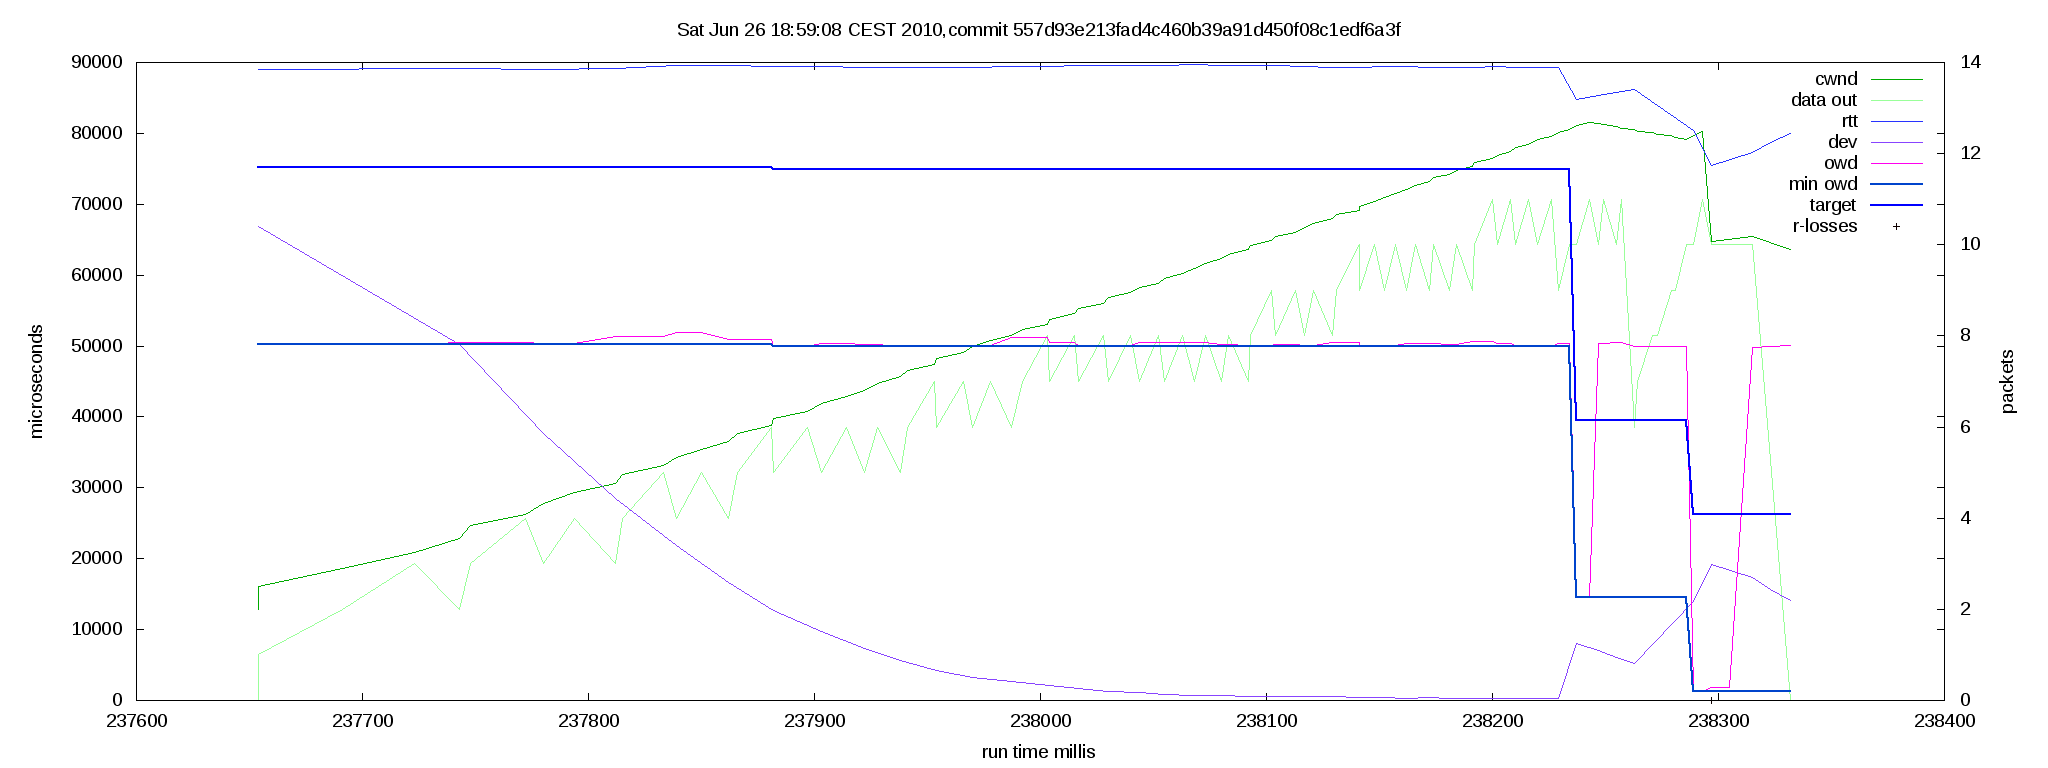 Sat Jun 26 18:59:08 CEST 2010,commit 557d93e213fad4c460b39a91d450f08c1edf6a3f
90000
80000
70000
60000
50000
40000
30000
20000
10000
0
microseconds
14
12
10
8
6
4
2
0
packets
cwnd
data out
rtt
dev
owd
min owd
target
r-losses
237600 237700 237800 237900 238000 238100 238200 238300 238400
run time millis